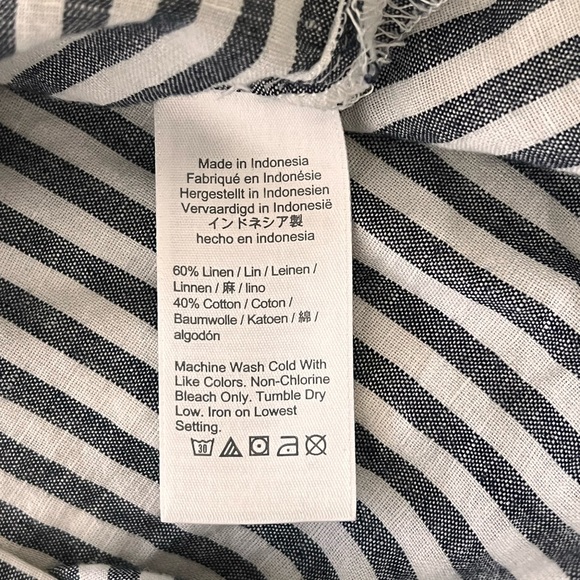 Made in Indonesia
Fabriqué en Indonésie
Hergestellt in Indonesien
Vervaardigd in Indonesië
インドネシア製
hecho en indonesia
60% Linen / Lin / Leinen /
Linnen / 麻 / lino
40% Cotton / Coton /
Baumwolle / Katoen / 綿 /
algodón
Machine Wash Cold With
Like Colors. Non-Chlorine
Bleach Only. Tumble Dry
Low. Iron on Lowest
Setting.
30